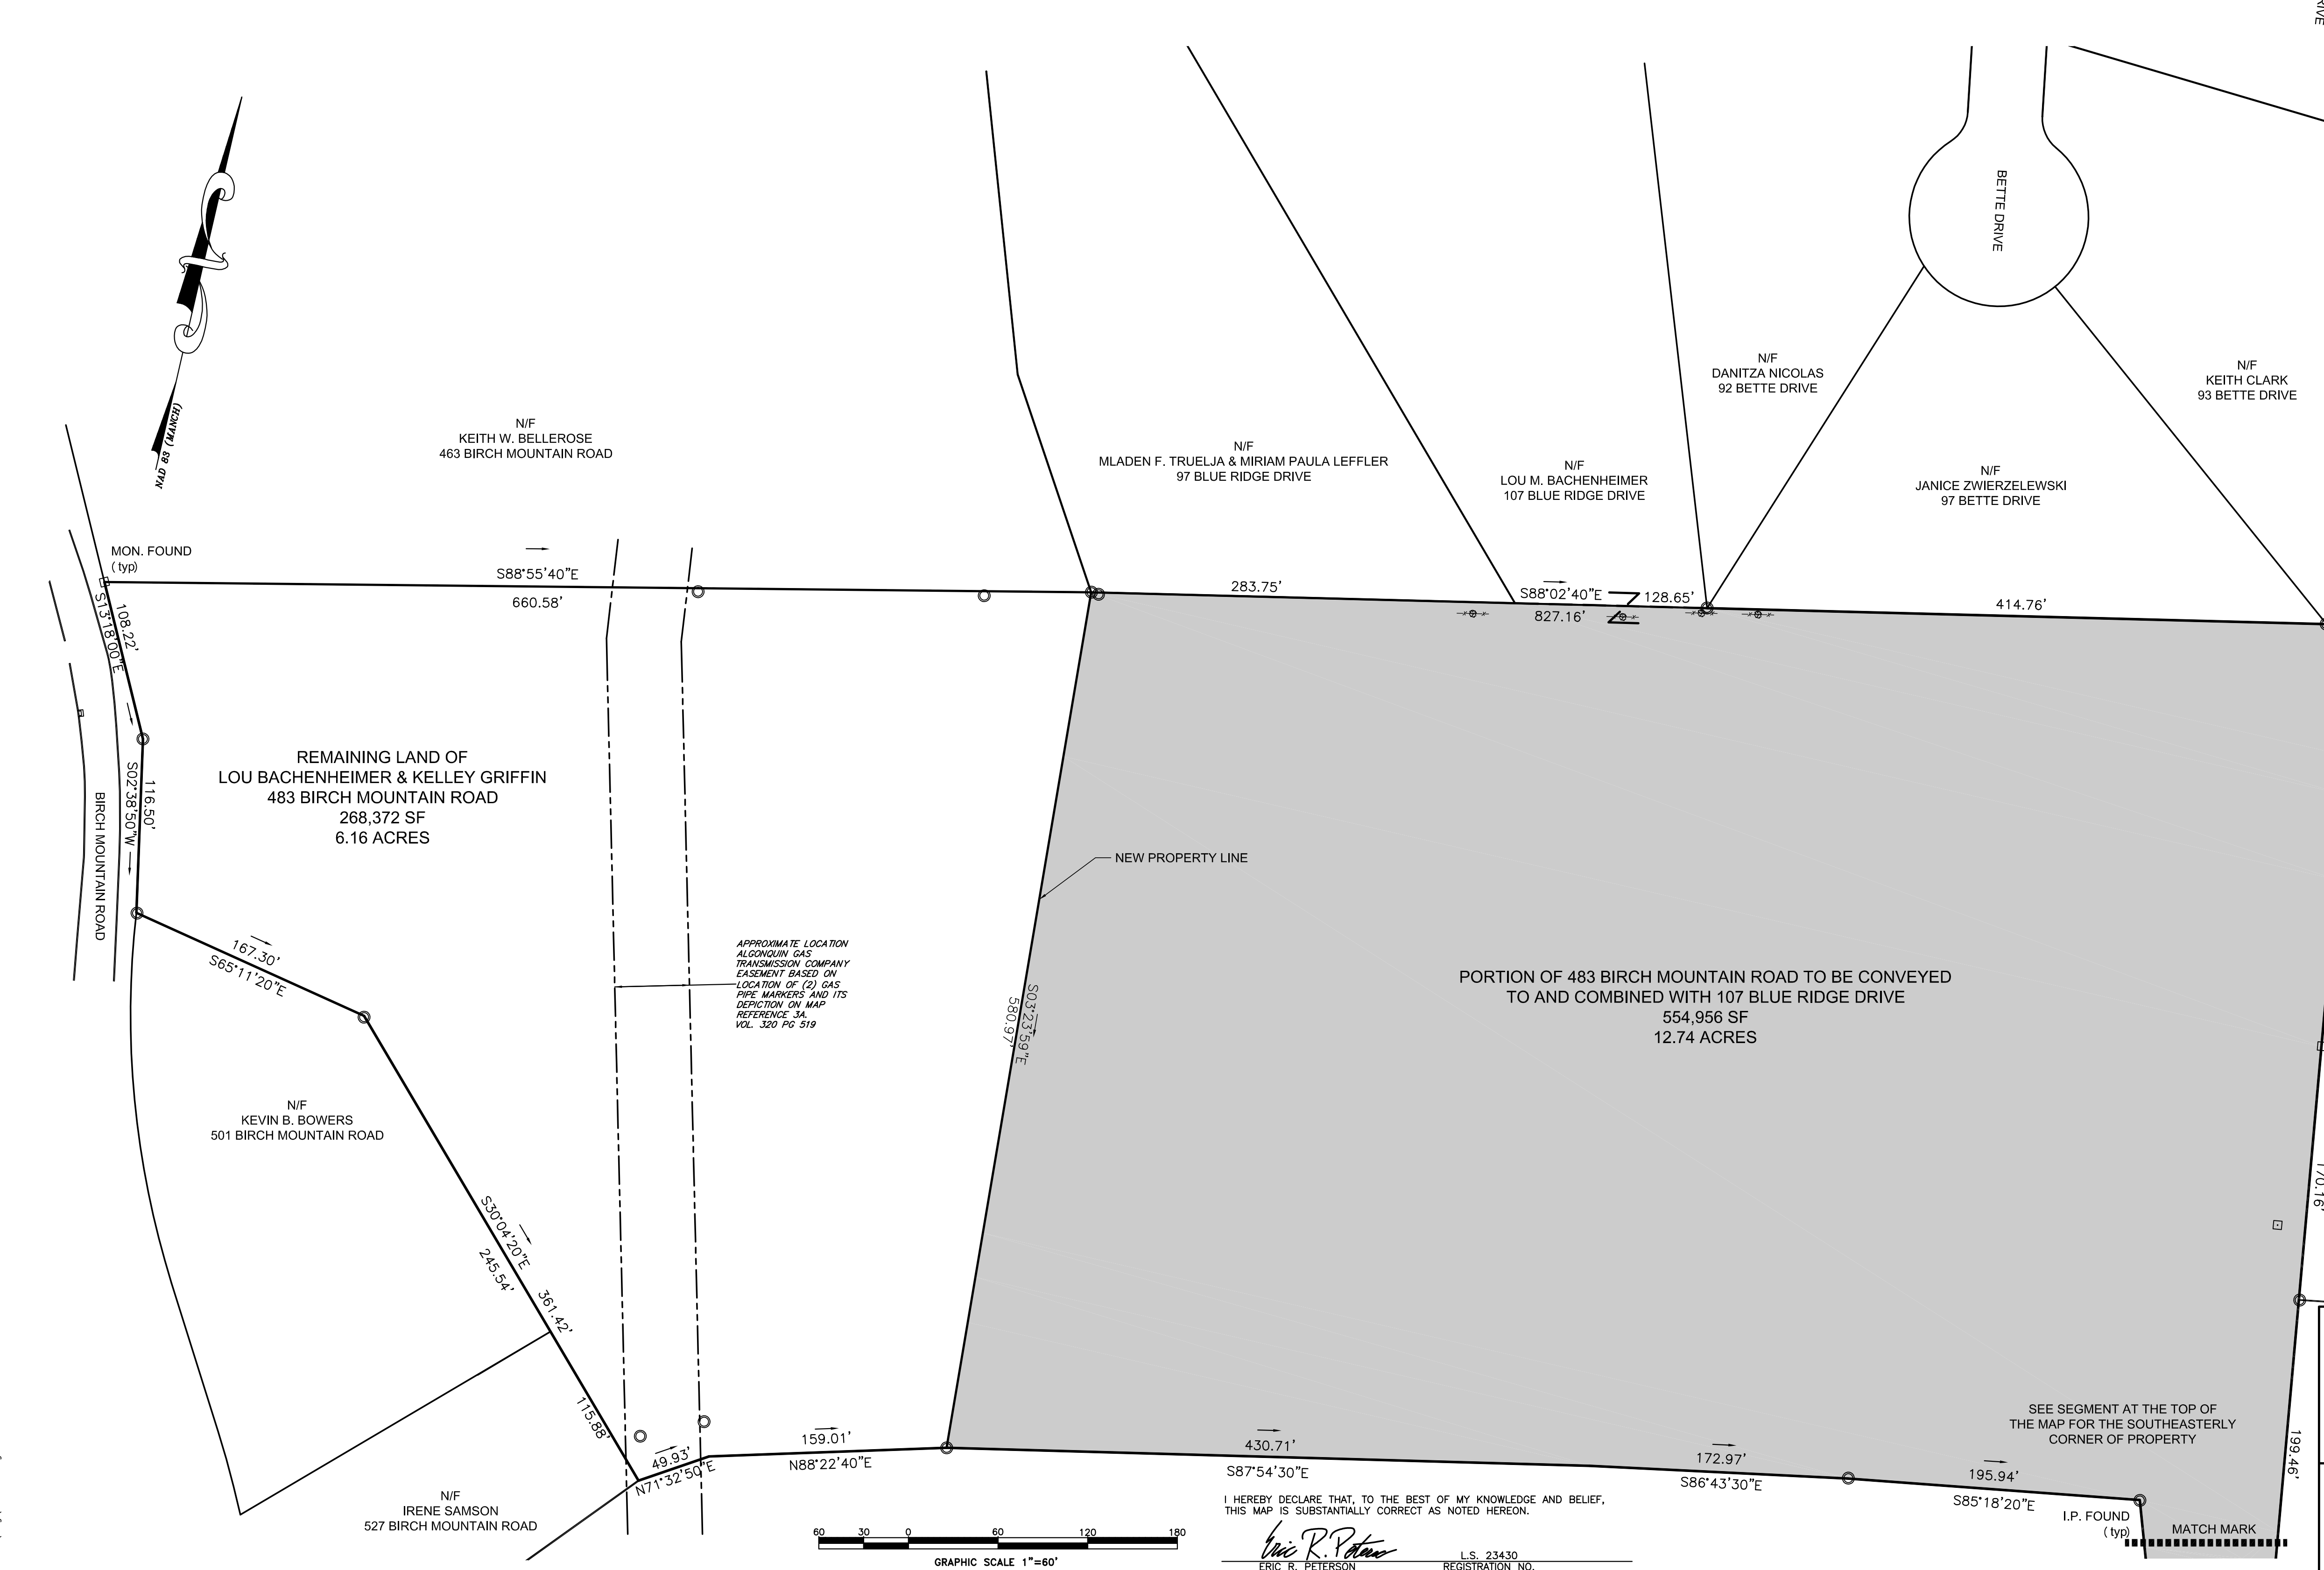 BETTE DRIVE
NAD 83 (MANCH)
N/F
KEITH W. BELLEROSE
463 BIRCH MOUNTAIN ROAD
N/F
MLADEN F. TRUELJA & MIRIAM PAULA LEFFLER
97 BLUE RIDGE DRIVE
N/F
LOU M. BACHENHEIMER
107 BLUE RIDGE DRIVE
N/F
DANITZA NICOLAS
92 BETTE DRIVE
N/F
JANICE ZWIERZELEWSKI
97 BETTE DRIVE
N/F
KEITH CLARK
93 BETTE DRIVE
MON. FOUND
(typ)
S88°55'40"E
660.58'
283.75'
S88°02'40"E
827.16'
128.65'
414.76'
108.22'
S13°18'00"E
116.50'
S02°38'50"W
BIRCH MOUNTAIN ROAD
REMAINING LAND OF
LOU BACHENHEIMER & KELLEY GRIFFIN
483 BIRCH MOUNTAIN ROAD
268,372 SF
6.16 ACRES
NEW PROPERTY LINE
167.30'
S65°11'20"E
APPROXIMATE LOCATION
ALGONQUIN GAS
TRANSMISSION COMPANY
EASEMENT BASED ON
LOCATION OF (2) GAS
PIPE MARKERS AND ITS
DEPICTION ON MAP
REFERENCE 3A.
VOL. 320 PG 519
S03°23'59"E
580.97'
PORTION OF 483 BIRCH MOUNTAIN ROAD TO BE CONVEYED
TO AND COMBINED WITH 107 BLUE RIDGE DRIVE
554,956 SF
12.74 ACRES
N/F
KEVIN B. BOWERS
501 BIRCH MOUNTAIN ROAD
170.16'
S30°04'20"E
245.54'
361.42'
115.88'
49.93'
N71°32'50"E
159.01'
N88°22'40"E
430.71'
S87°54'30"E
172.97'
S86°43'30"E
195.94'
S85°18'20"E
199.46'
SEE SEGMENT AT THE TOP OF
THE MAP FOR THE SOUTHEASTERLY
CORNER OF PROPERTY
I.P. FOUND
(typ)
MATCH MARK
N/F
IRENE SAMSON
527 BIRCH MOUNTAIN ROAD
60 30 0 60 120 180
GRAPHIC SCALE 1"=60'
I HEREBY DECLARE THAT, TO THE BEST OF MY KNOWLEDGE AND BELIEF,
THIS MAP IS SUBSTANTIALLY CORRECT AS NOTED HEREON.
Eric R. Peterson
L.S. 23430
ERIC R. PETERSON REGISTRATION NO.